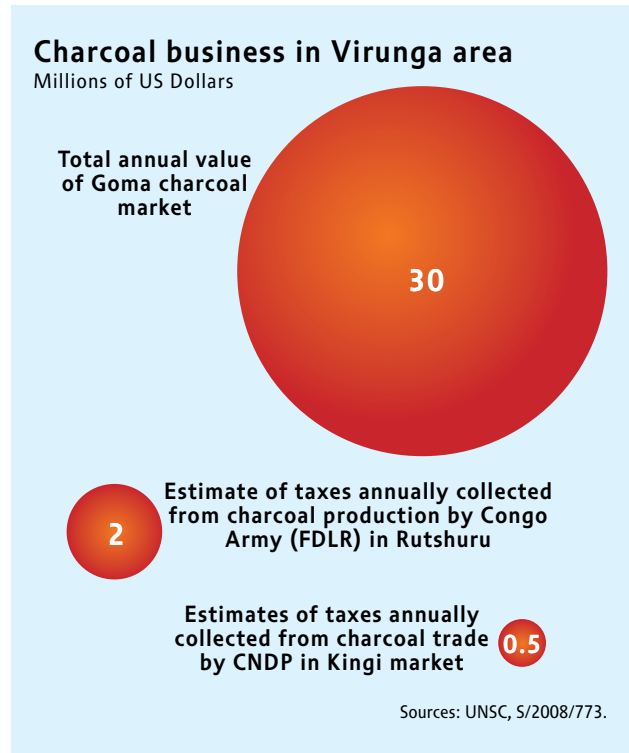 Charcoal business in Virunga area
Millions of US Dollars
Total annual value
of Goma charcoal
market
30
2
Estimate of taxes annually collected
from charcoal production by Congo
Army (FDLR) in Rutshuru
Estimates of taxes annually
collected from charcoal trade
by CNDP in Kingi market
0.5
Sources: UNSC, S/2008/773.